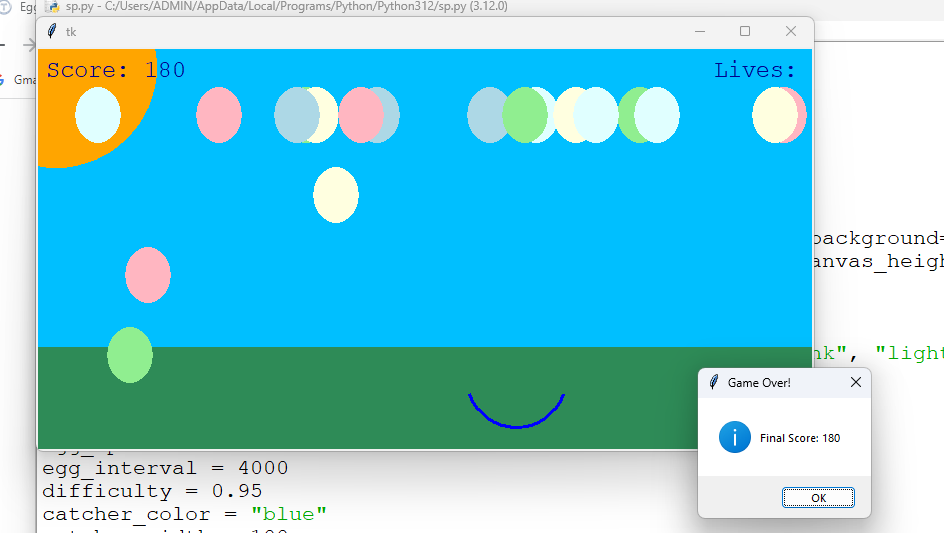 Egg
sp.py - C:/Users/ADMIN/AppData/Local/Programs/Python/Python312/sp.py (3.12.0)
tk
Gma
Score: 180
Lives:
background=
anvas_heigh
nk", "light
Game Over!
Final Score: 180
OK
egg_interval = 4000
difficulty = 0.95
catcher_color = "blue"